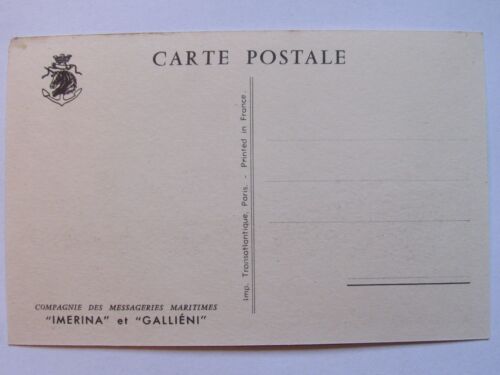 CARTE POSTALE
Imp. Transatlantique, Paris. - Printed in France.
COMPAGNIE DES MESSAGERIES MARITIMES
"IMERINA" et "GALLIÉNI"